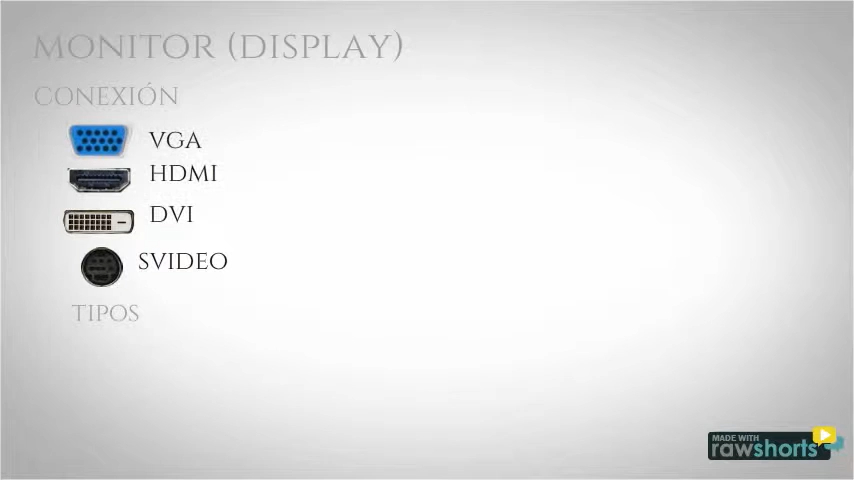 MONITOR (DISPLAY)
CONEXIÓN
VGA
HDMI
DVI
SVIDEO
TIPOS
MADE WITH
rawshorts